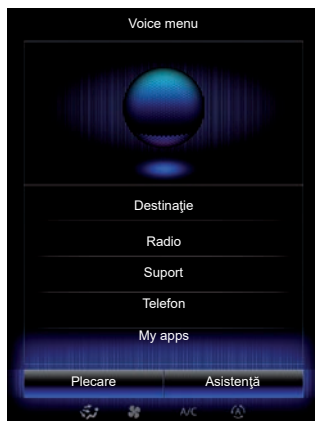 Voice menu
Destinaţie
Radio
Suport
Telefon
My apps
Plecare Asistenţă
A/C